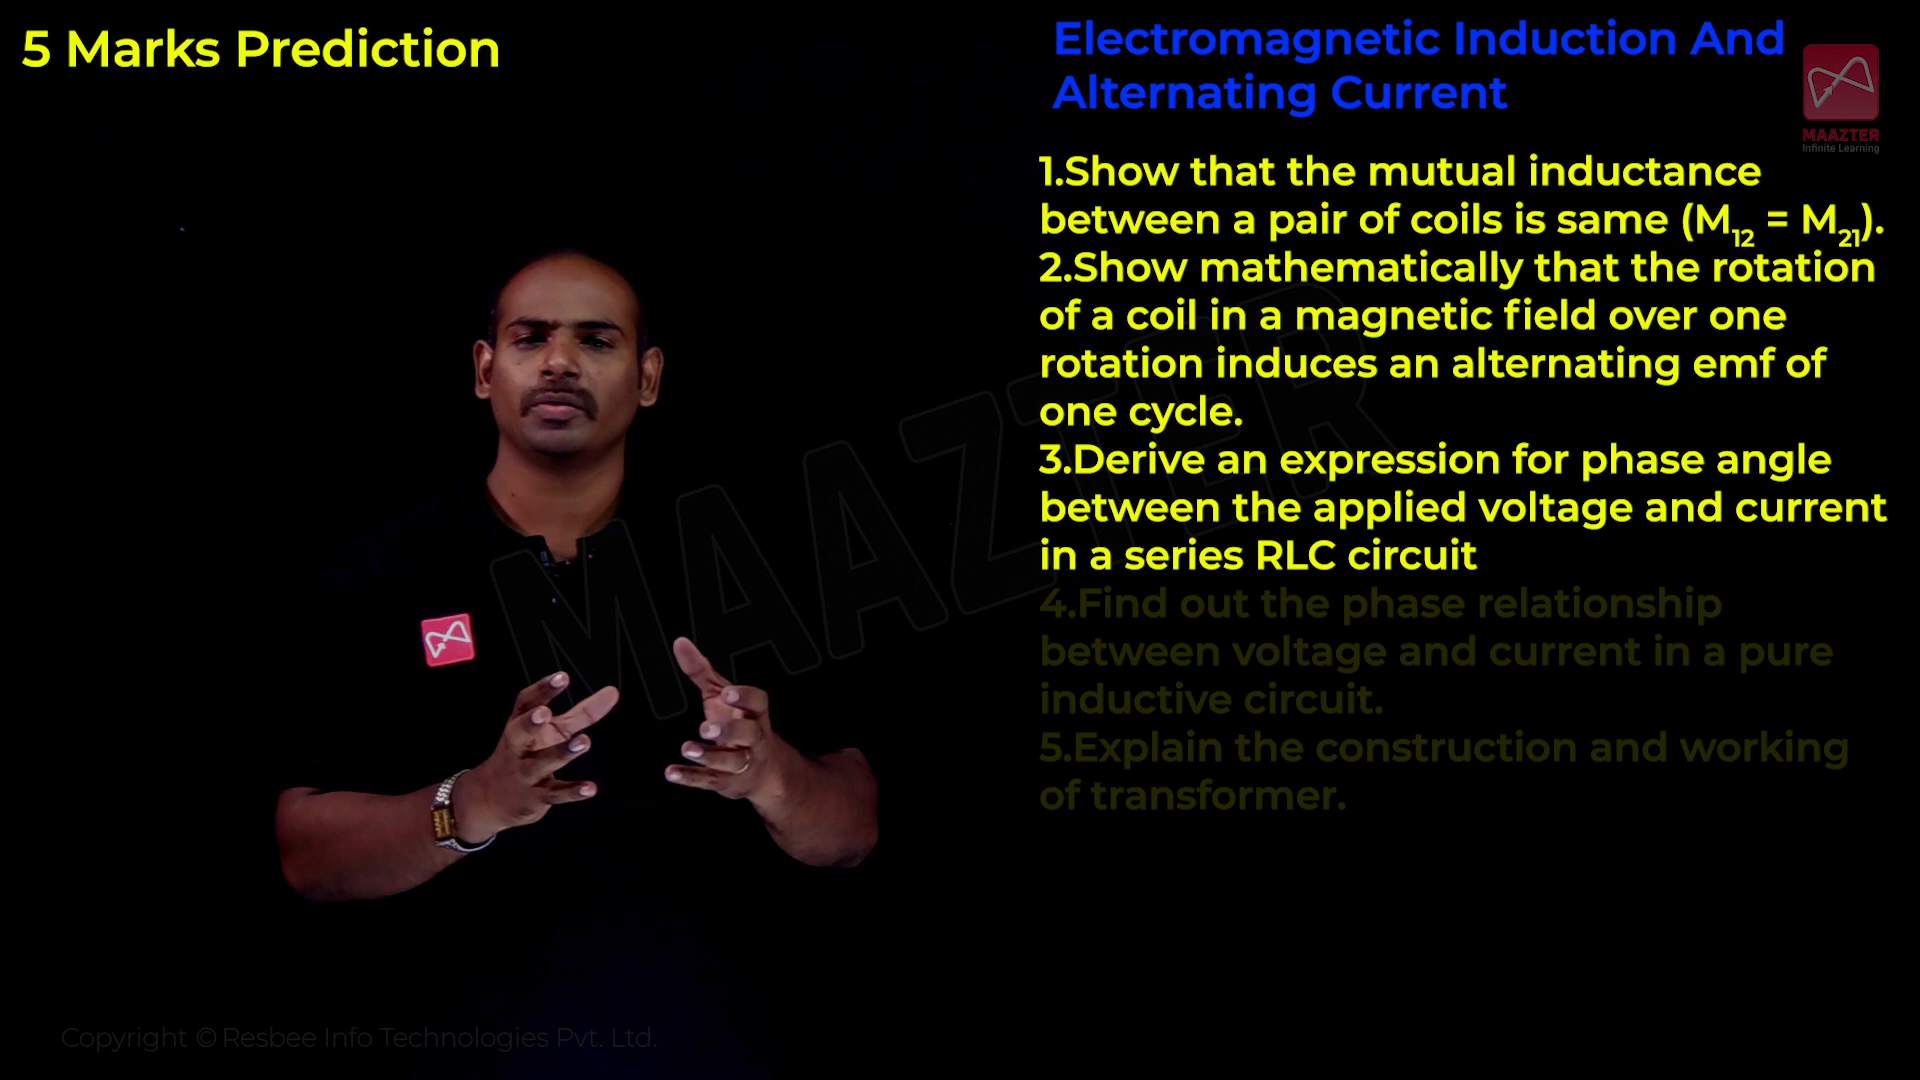 5 Marks Prediction
Electromagnetic Induction And
Alternating Current
MAAZTER
Infinite Learning
1.Show that the mutual inductance
between a pair of coils is same (M₁₂ = M₂₁).
2.Show mathematically that the rotation
of a coil in a magnetic field over one
rotation induces an alternating emf of
one cycle.
3.Derive an expression for phase angle
between the applied voltage and current
in a series RLC circuit
4.Find out the phase relationship
between voltage and current in a pure
inductive circuit.
5.Explain the construction and working
of transformer.
MAAZTER
Copyright © Resbee Info Technologies Pvt. Ltd.